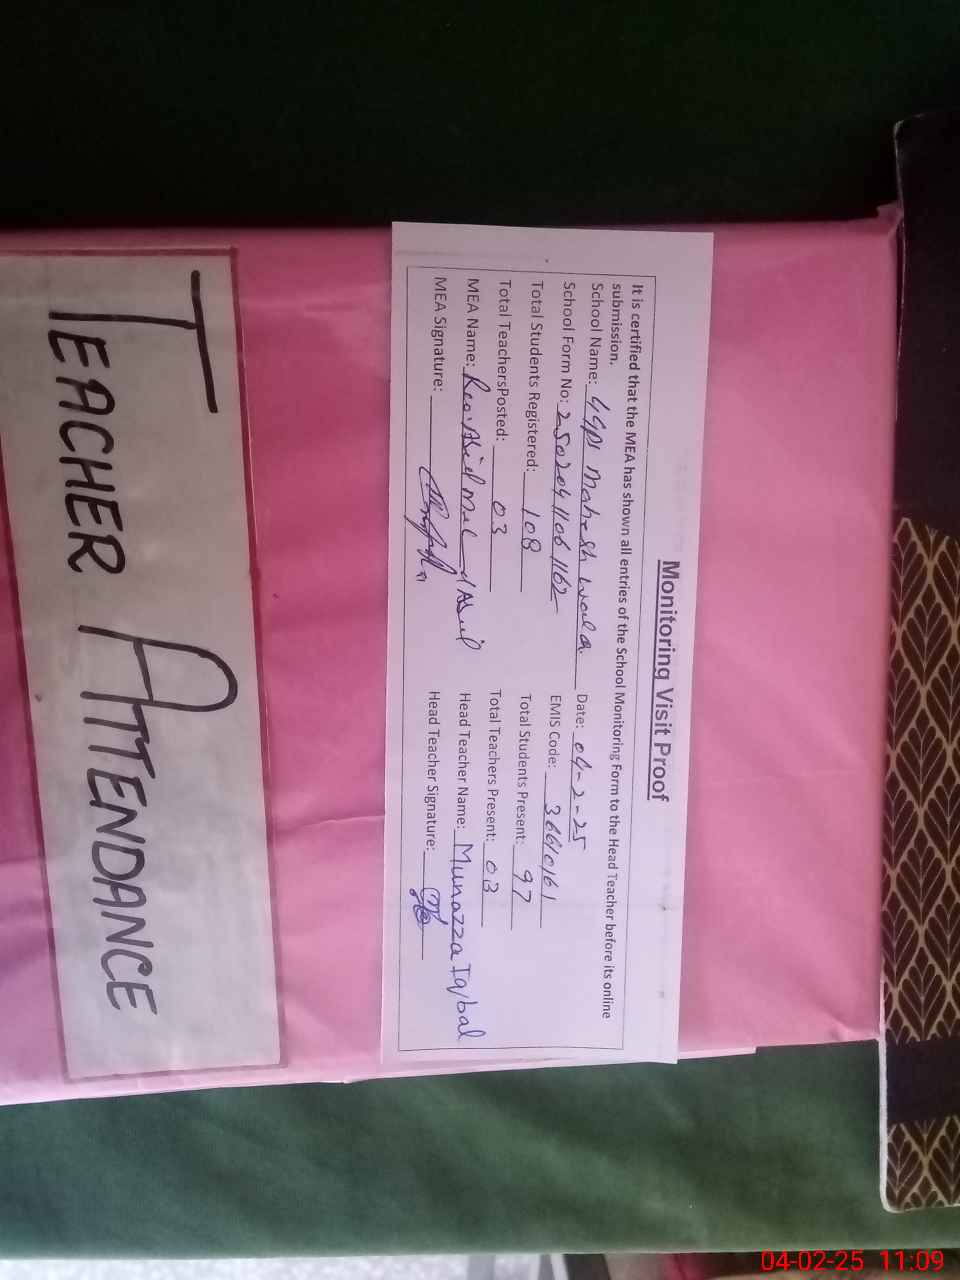 Monitoring Visit Proof
It is certified that the MEA has shown all entries of the School Monitoring Form to the Head Teacher before its online
submission.
School Name: GGPS Mahesh wala Date: 04-2-25
School Form No: 25020411061162 EMIS Code: 36610161
Total Students Registered: 108 Total Students Present: 97
Total TeachersPosted: 03 Total Teachers Present: 03
MEA Name: Head Teacher Name: Munazza Iqbal
MEA Signature: Head Teacher Signature:
TEACHER ATTENDANCE
04-02-25 11:09